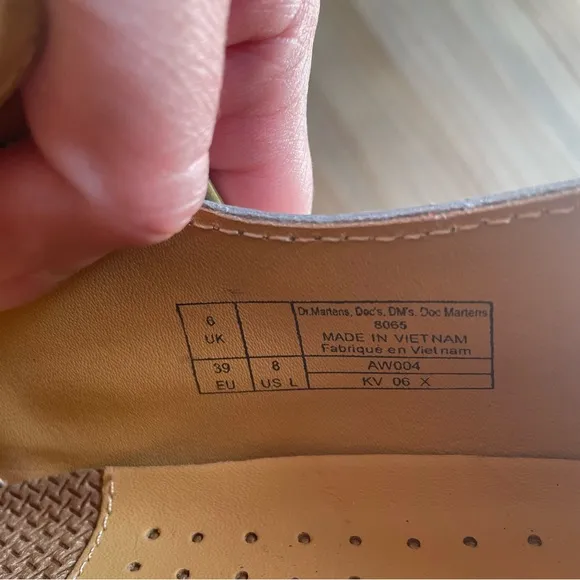 6
UK
39
EU
8
US L
Dr.Martens, Doc's, DM's. Doc Martens
8065
MADE IN VIETNAM
Fabriqué en Vietnam
AW004
KV 06 X